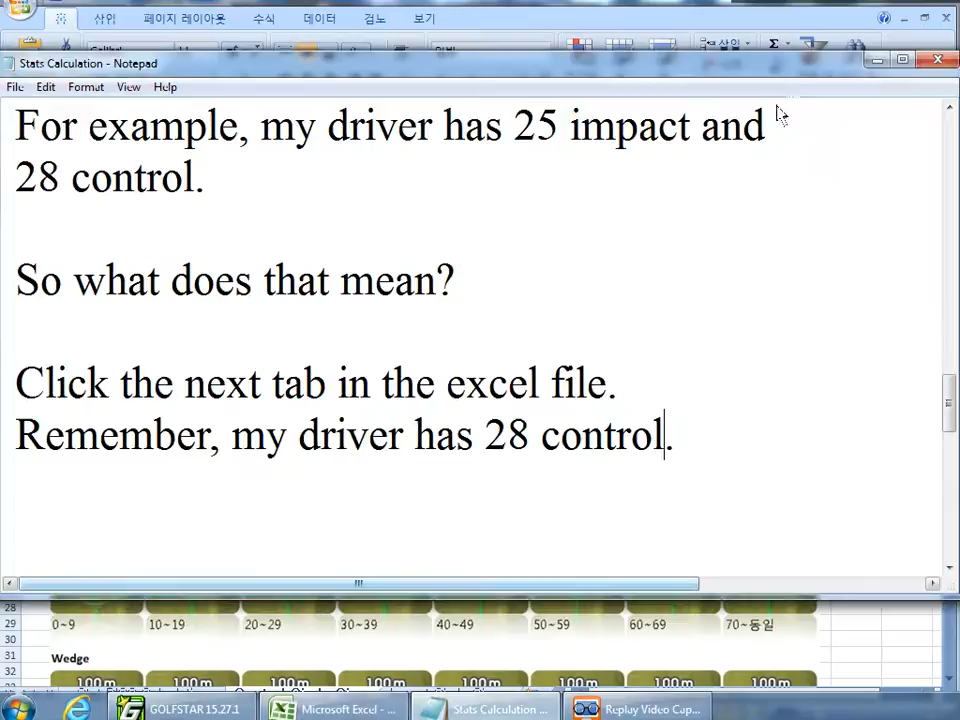 삽입 페이지 레이아웃 수식 데이터 검토 보기
Stats Calculation - Notepad
File Edit Format View Help
For example, my driver has 25 impact and
28 control.
So what does that mean?
Click the next tab in the excel file.
Remember, my driver has 28 control.
28
29 0~9 10~19 20~29 30~39 40~49 50~59 60~69 70~동일
30
31 Wedge
32 100m 100m 100m 100m 100m 100m 100m 100m
GOLFSTAR 15.27.1 Microsoft Excel - ... Stats Calculation ... Replay Video Cap...